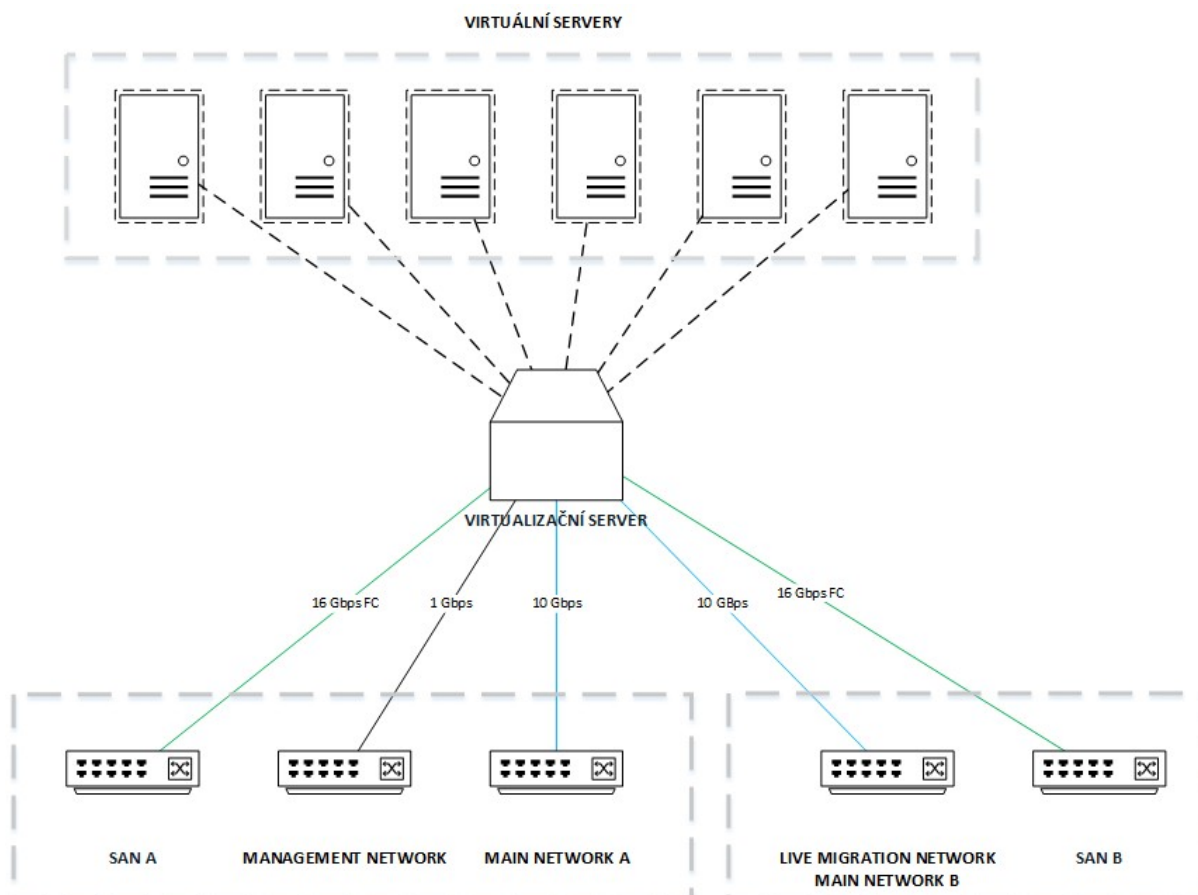 VIRTUÁLNÍ SERVERY
VIRTUALIZAČNÍ SERVER
16 Gbps FC
1 Gbps
10 Gbps
10 GBps
16 Gbps FC
SAN A
MANAGEMENT NETWORK
MAIN NETWORK A
LIVE MIGRATION NETWORK
MAIN NETWORK B
SAN B